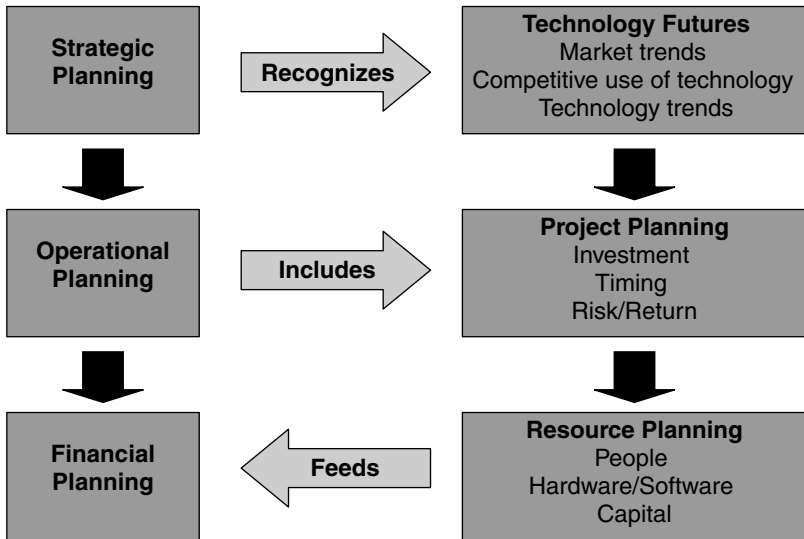 Strategic
Planning
Recognizes
Technology Futures
Market trends
Competitive use of technology
Technology trends
Operational
Planning
Includes
Project Planning
Investment
Timing
Risk/Return
Financial
Planning
Feeds
Resource Planning
People
Hardware/Software
Capital